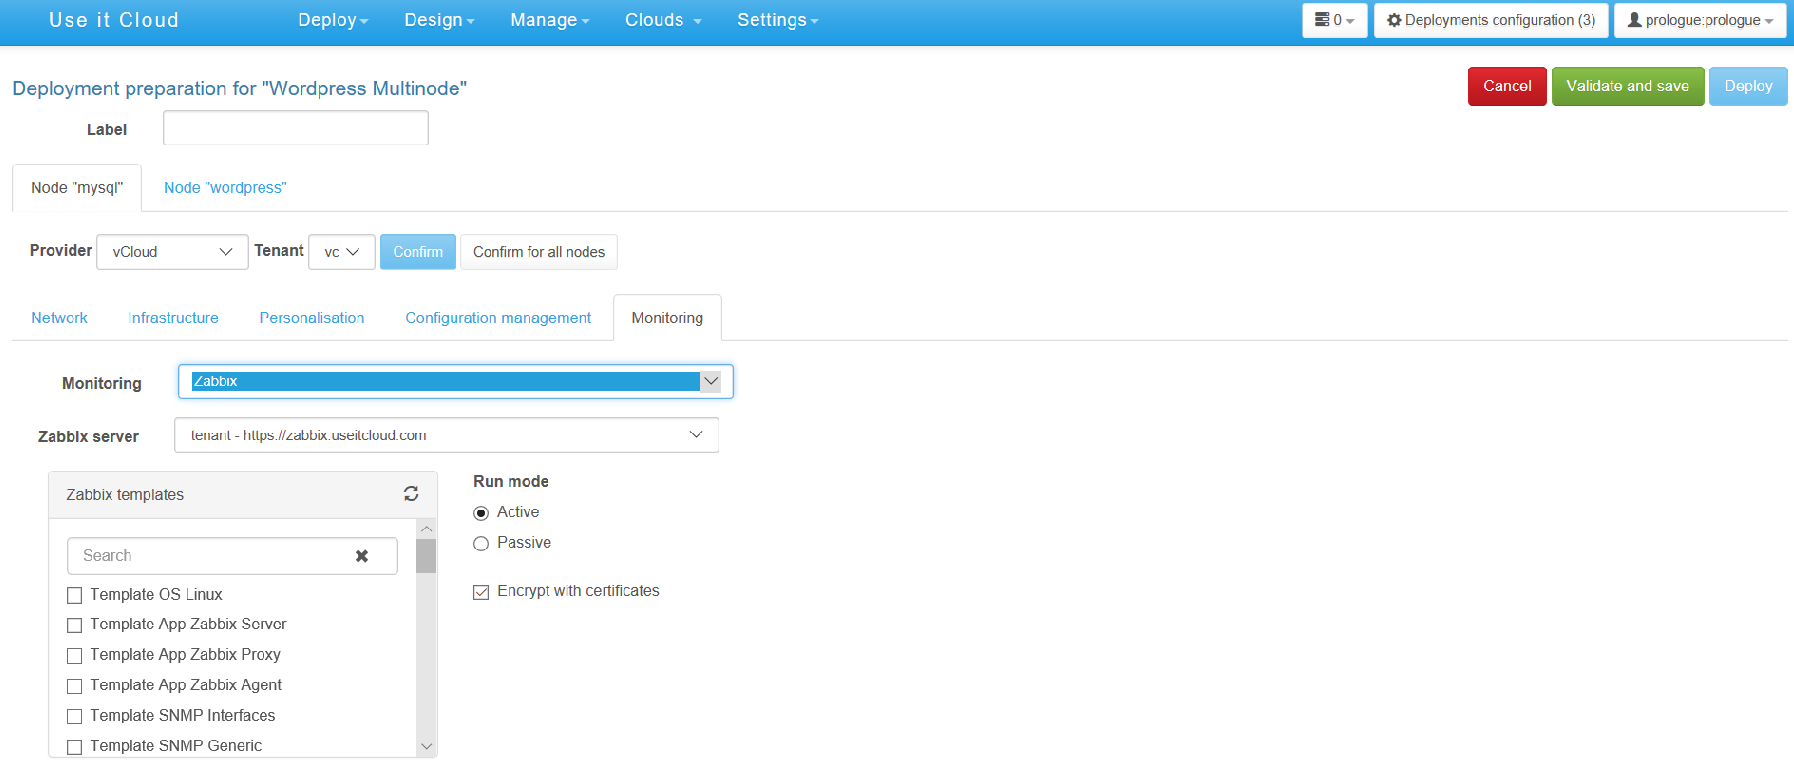 Use it Cloud Deploy Design Manage Clouds Settings 0 Deployments configuration (3) prologue:prologue
Deployment preparation for "Wordpress Multinode" Cancel Validate and save Deploy
Label
Node "mysql" Node "wordpress"
Provider vCloud Tenant vc Confirm Confirm for all nodes
Network Infrastructure Personalisation Configuration management Monitoring
Monitoring Zabbix
Zabbix server tenant - https://zabbix.useitcloud.com
Zabbix templates
Search
Template OS Linux
Template App Zabbix Server
Template App Zabbix Proxy
Template App Zabbix Agent
Template SNMP Interfaces
Template SNMP Generic
Run mode
Active
Passive
Encrypt with certificates